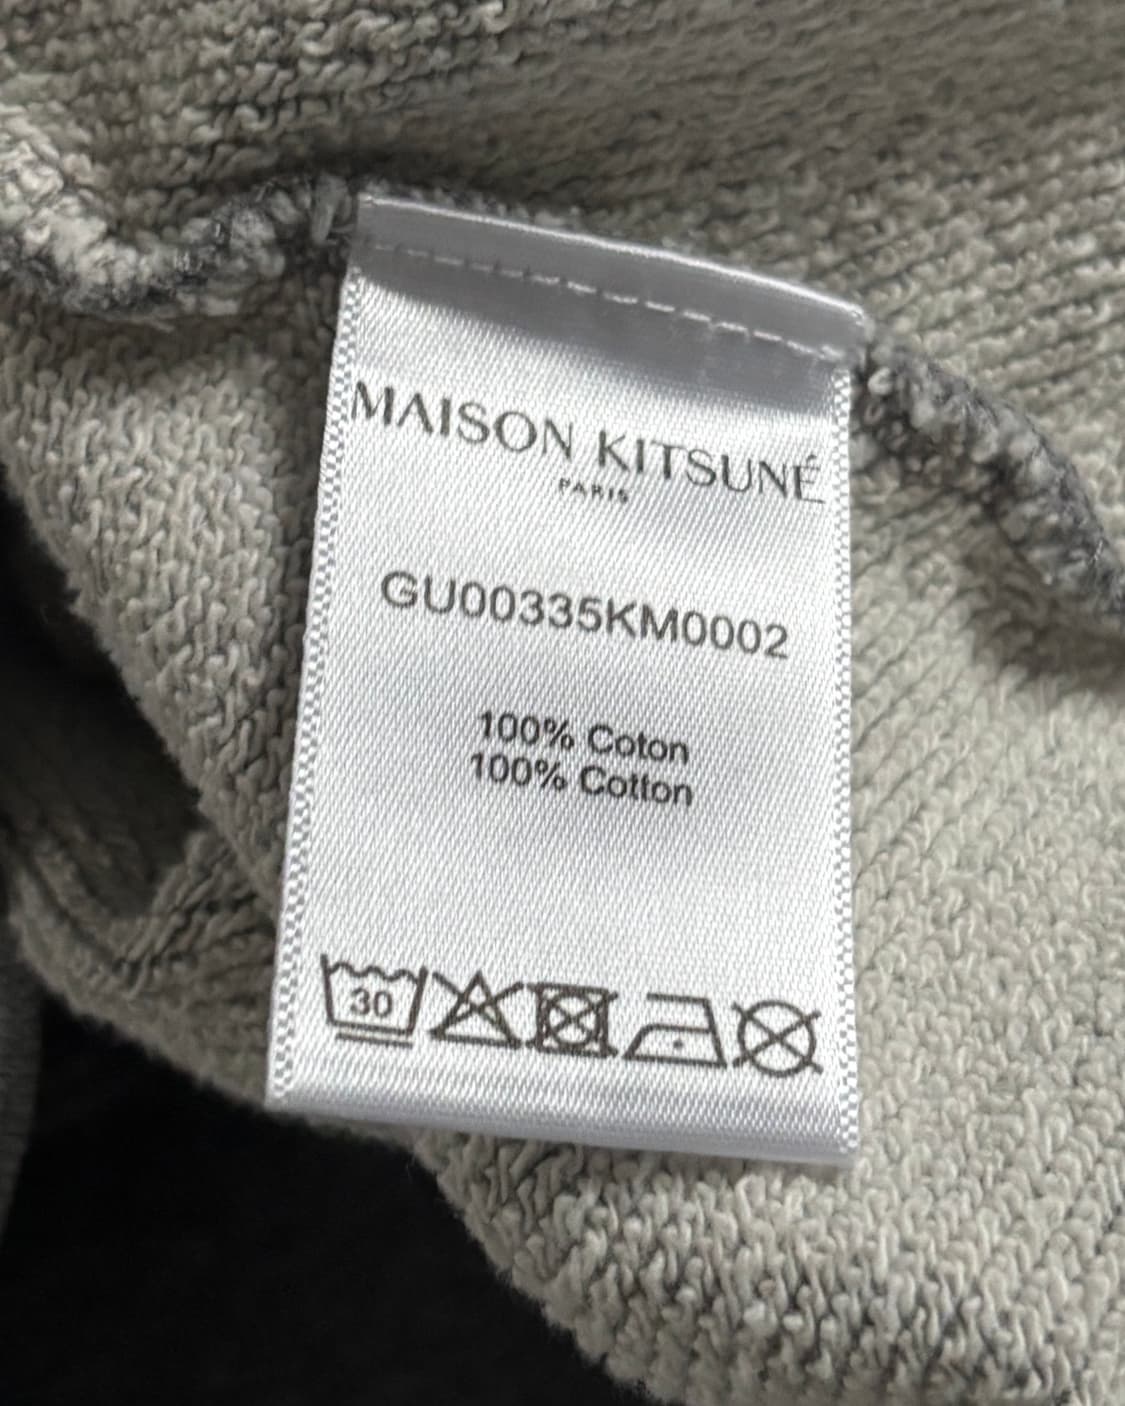 MAISON KITSUNÉ
PARIS
GU00335KM0002
100% Coton
100% Cotton
30